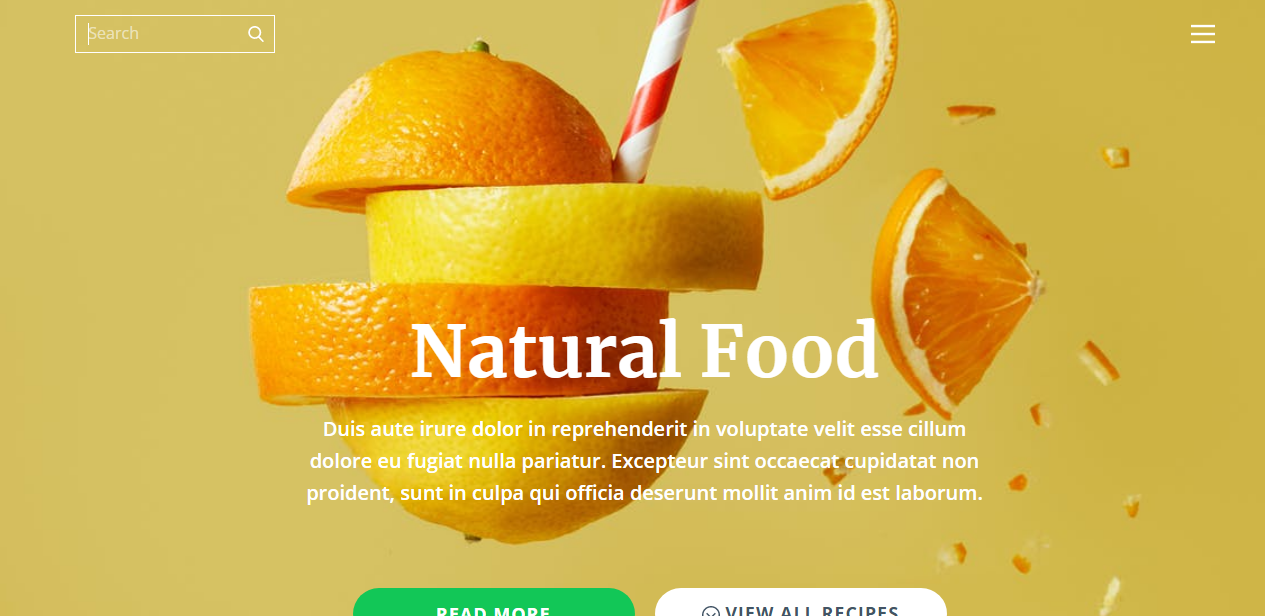 Search
Natural Food
Duis aute irure dolor in reprehenderit in voluptate velit esse cillum
dolore eu fugiat nulla pariatur. Excepteur sint occaecat cupidatat non
proident, sunt in culpa qui officia deserunt mollit anim id est laborum.
READ MORE
VIEW ALL RECIPES